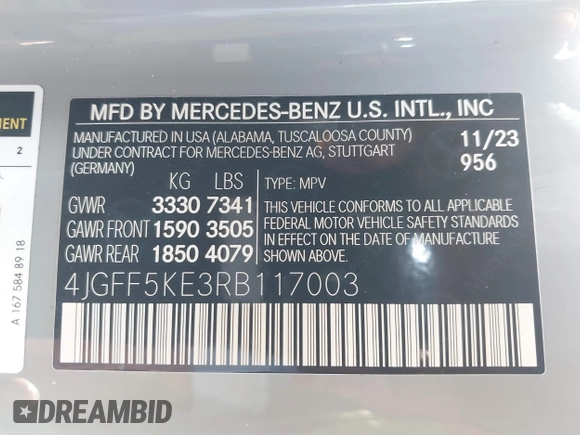 MENT
2
A 167 584 89 18
MFD BY MERCEDES-BENZ U.S. INTL., INC
MANUFACTURED IN USA (ALABAMA, TUSCALOOSA COUNTY)
UNDER CONTRACT FOR MERCEDES-BENZ AG, STUTTGART
(GERMANY)
11/23
956
KG LBS
GVWR 3330 7341
GAWR FRONT 1590 3505
GAWR REAR 1850 4079
TYPE: MPV
THIS VEHICLE CONFORMS TO ALL APPLICABLE
FEDERAL MOTOR VEHICLE SAFETY STANDARDS
IN EFFECT ON THE DATE OF MANUFACTURE
SHOWN ABOVE.
4JGFF5KE3RB117003
DREAMBID